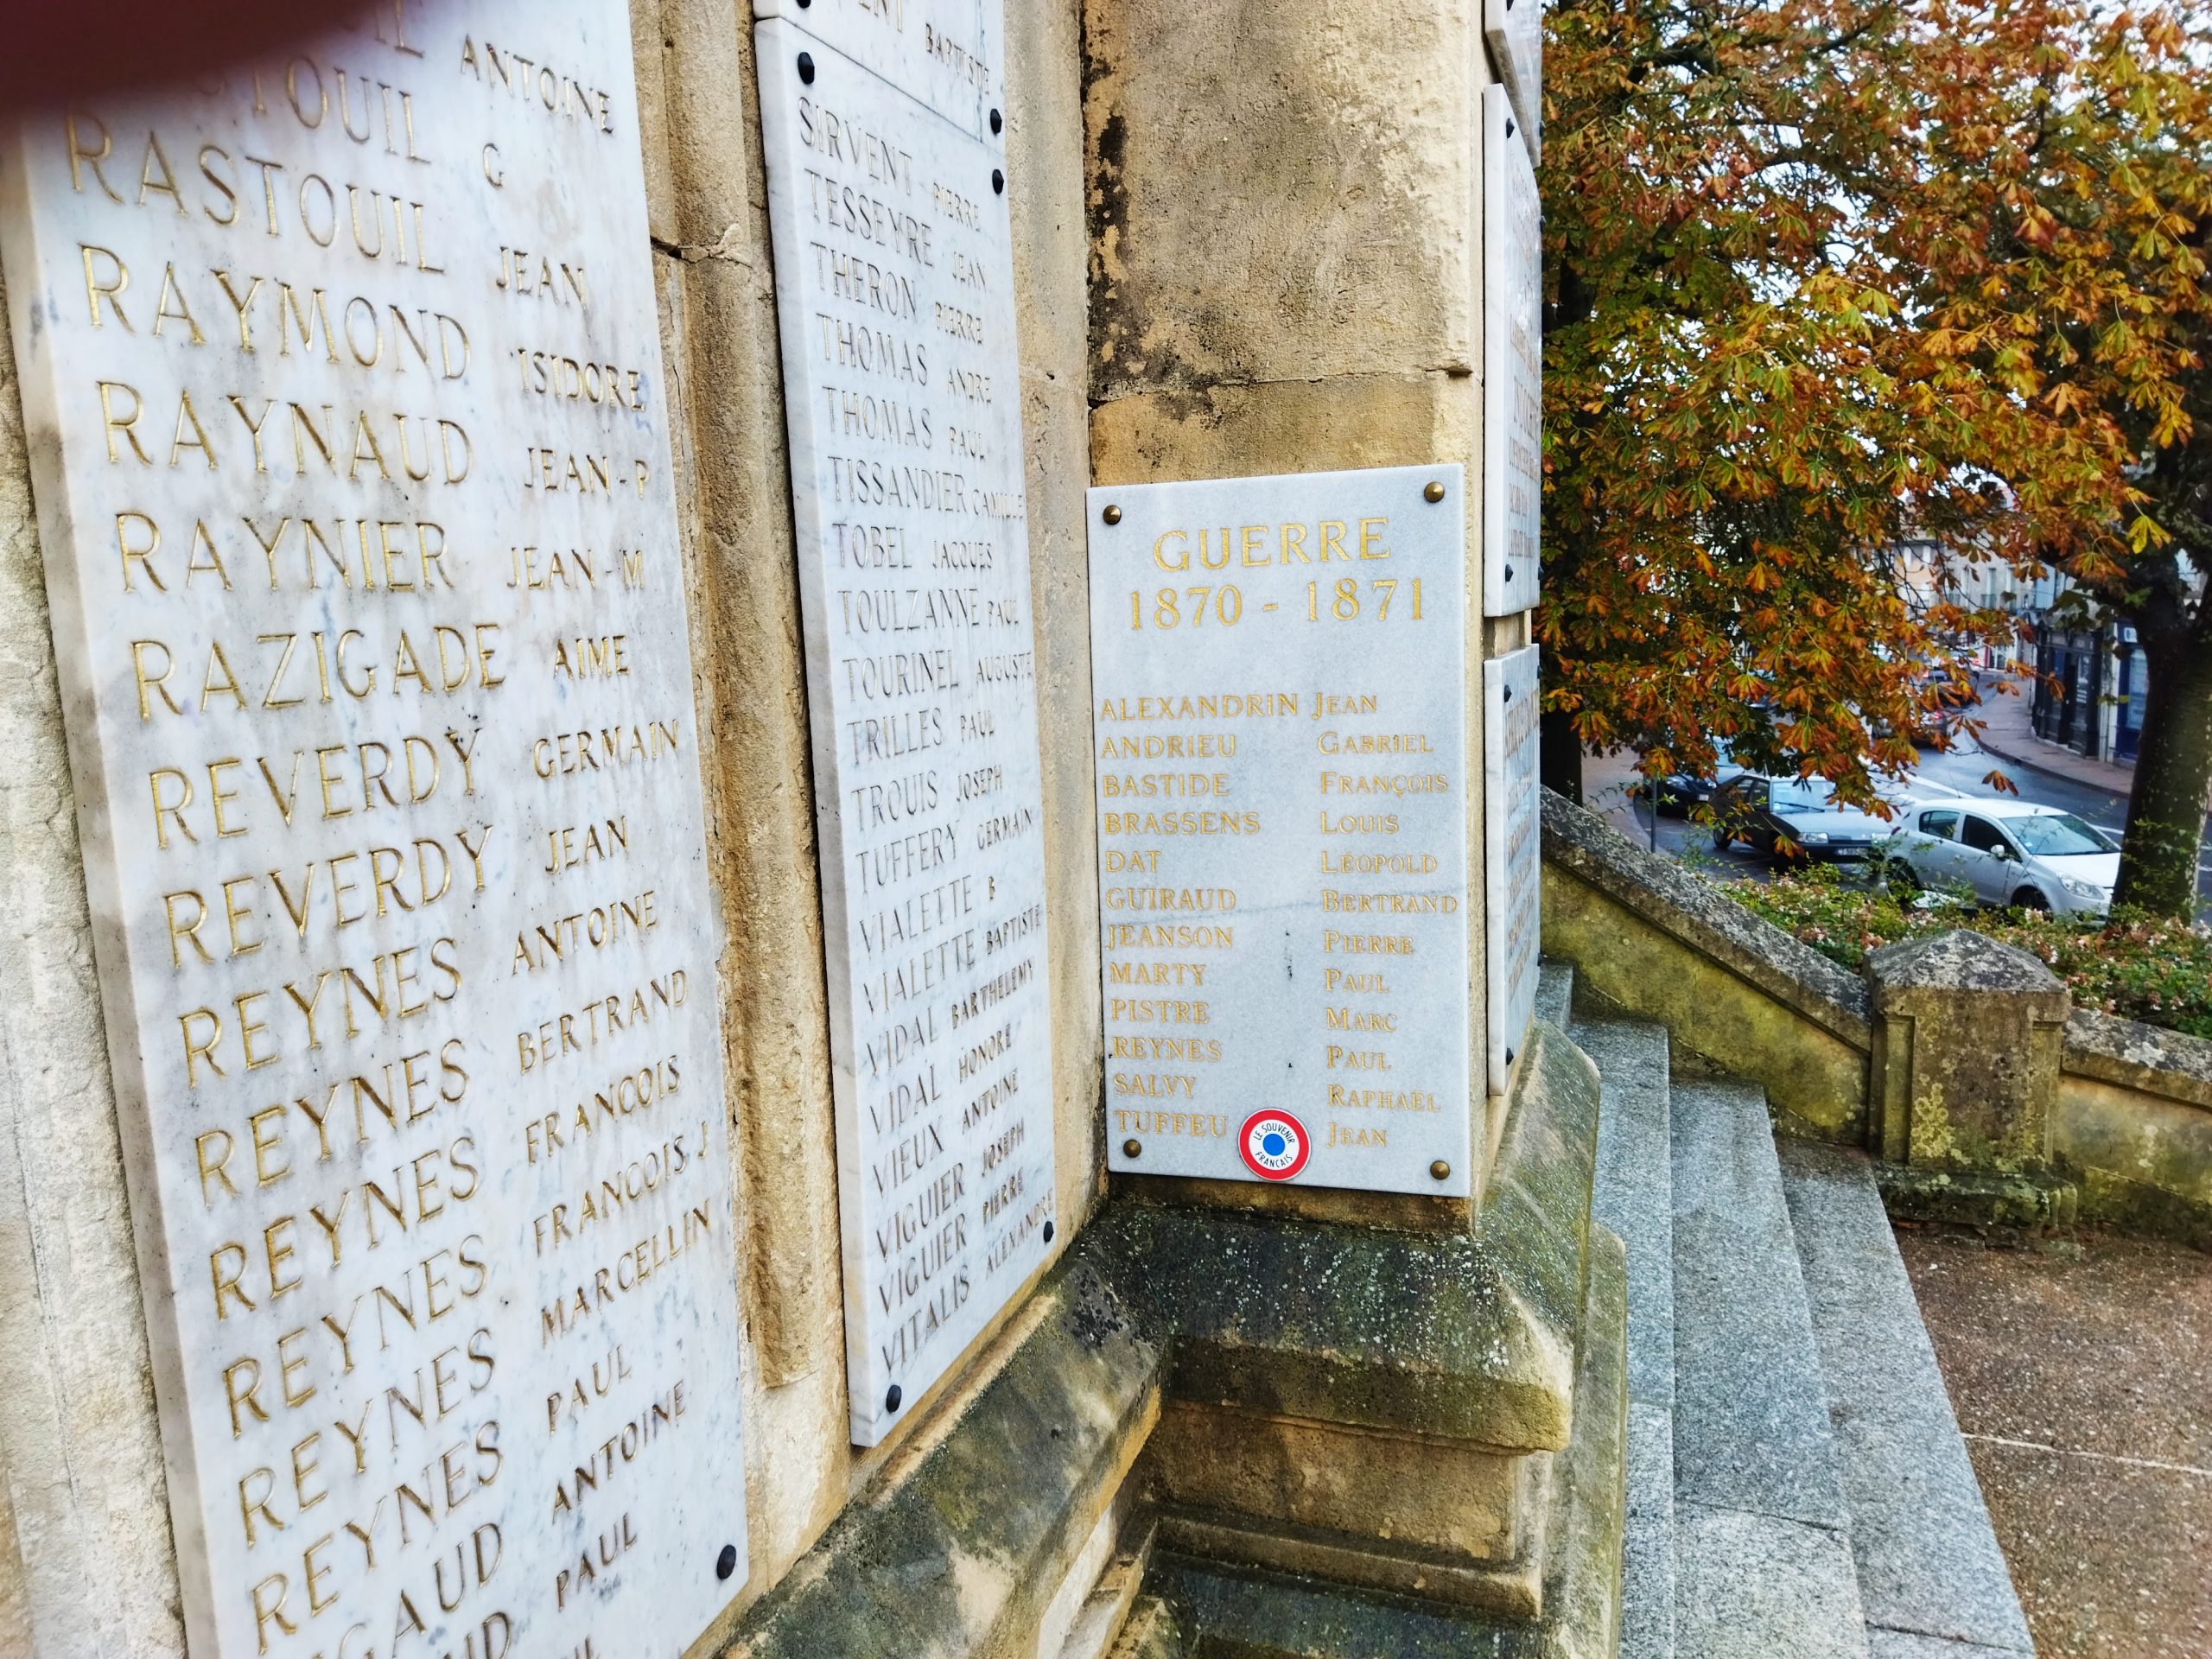 ANTOINE
RASTOUIL G
RAYMOND JEAN
RAYNAUD ISIDORE
RAYNIER JEAN-P
RAZIGADE JEAN-M
REVERDY AIME
REVERDY GERMAIN
REYNES JEAN
REYNES ANTOINE
REYNES BERTRAND
REYNES FRANCOIS
REYNES FRANCOIS J
REYNES MARCELLIN
PAUL
ANTOINE
PAUL
BAPTISTE
SIRVENT PIERRE
TESSEYRE JEAN
THERON PIERRE
THOMAS ANDRE
THOMAS PAUL
TISSANDIER CAMILLE
TOBEL JACQUES
TOULZANNE PAUL
TOURINEL AUGUSTE
TRILLES PAUL
TROUIS JOSEPH
TUFFERY GERMAIN
VIALETTE B
VIALETTE BAPTISTE
VIDAL BARTHELEMY
VIDAL HONORE
VIEUX ANTOINE
VIGUIER JOSEPH
VIGUIER PIERRE
VITALIS ALEXANDRE
GUERRE
1870 - 1871
ALEXANDRIN JEAN
ANDRIEU GABRIEL
BASTIDE FRANÇOIS
BRASSENS LOUIS
DAT LÉOPOLD
GUIRAUD BERTRAND
JEANSON PIERRE
MARTY PAUL
PISTRE MARC
REYNES PAUL
SALVY RAPHAËL
TUFFEU JEAN
LE SOUVENIR
FRANCAIS